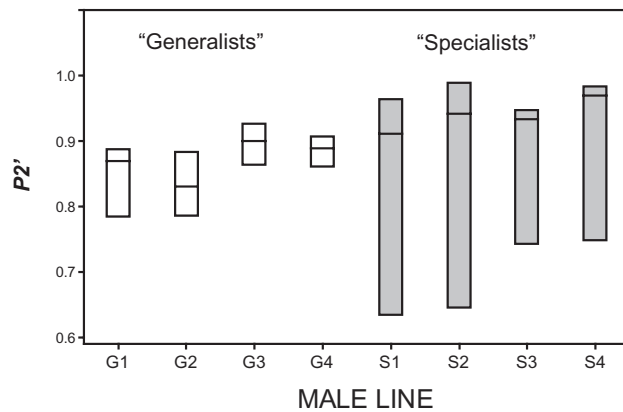 “Generalists” “Specialists”
1.0
0.9
0.8
0.7
0.6
P2’
G1 G2 G3 G4 S1 S2 S3 S4
MALE LINE